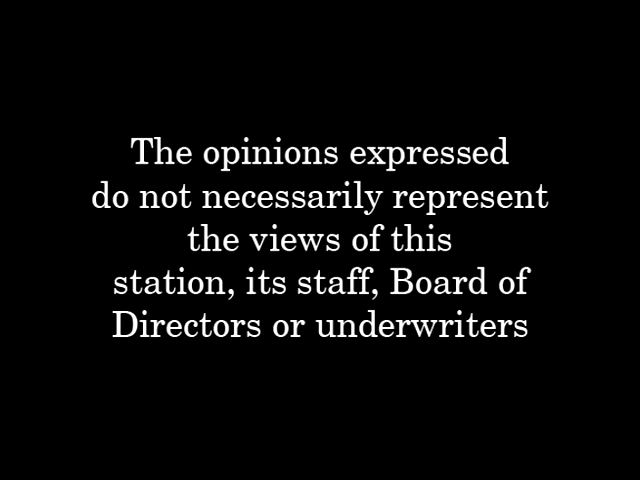 The opinions expressed
do not necessarily represent
the views of this
station, its staff, Board of
Directors or underwriters